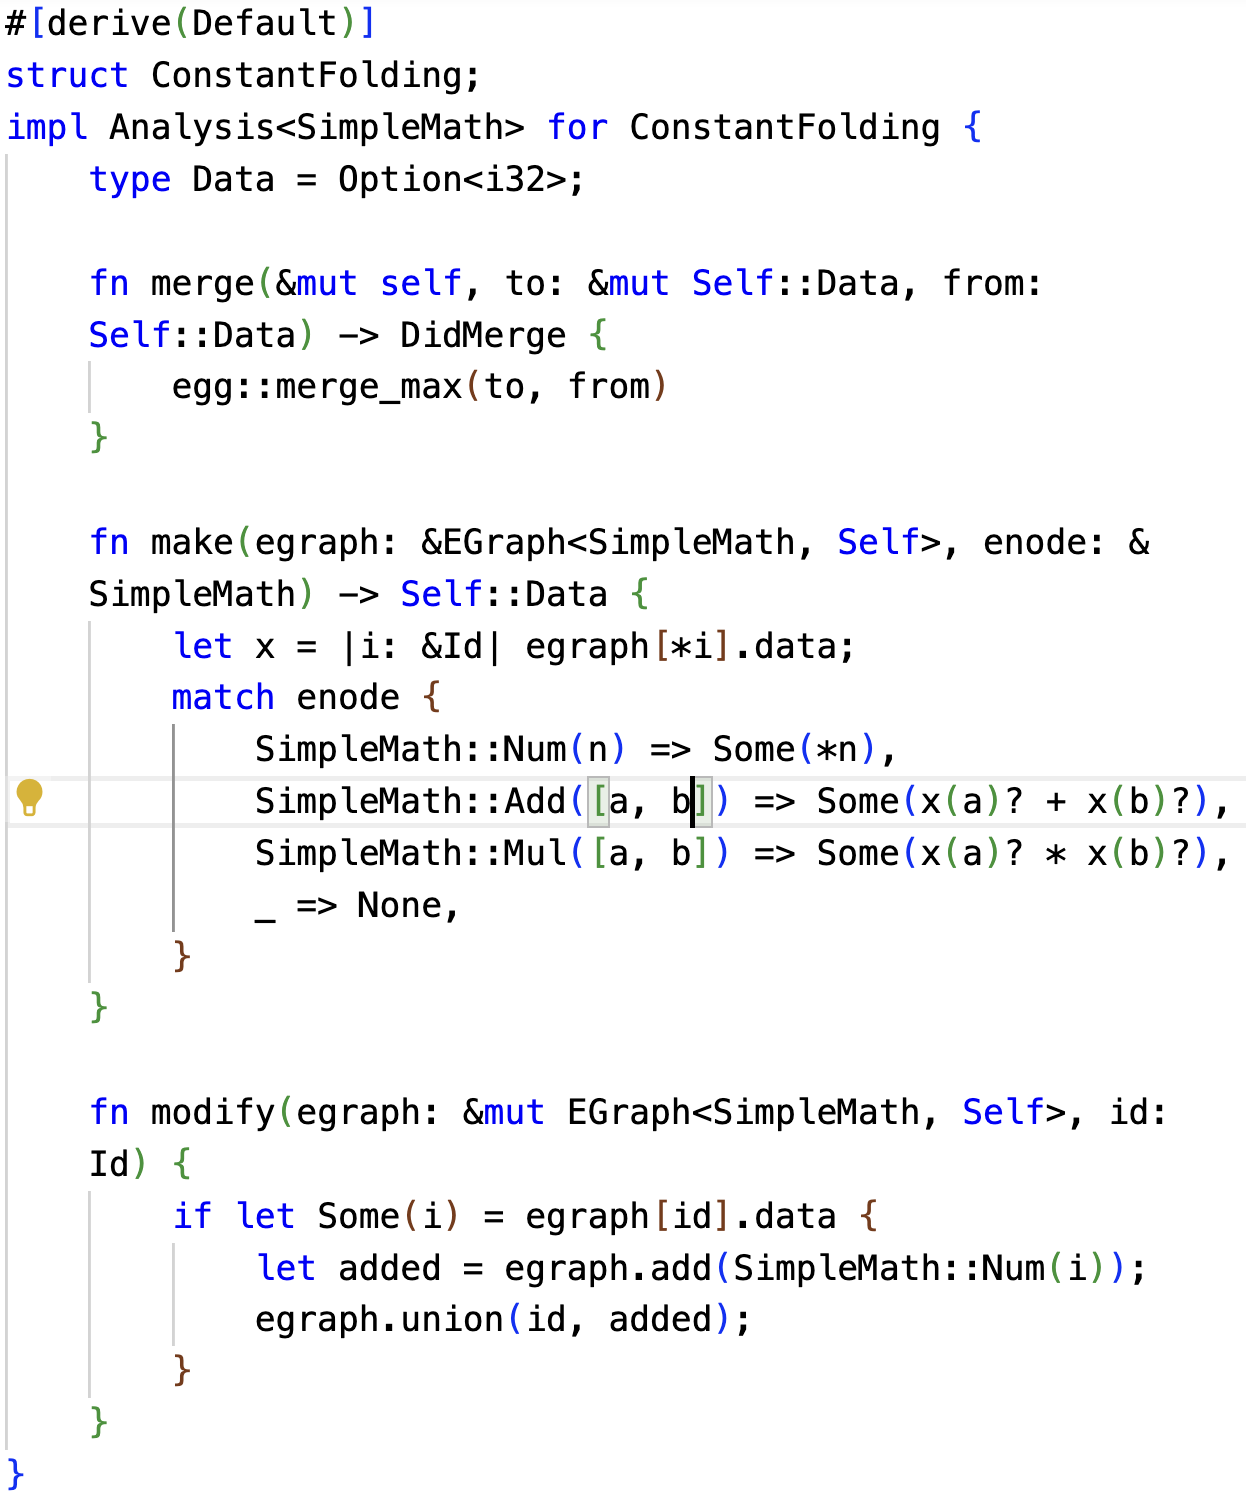 #[derive(Default)]
struct ConstantFolding;
impl Analysis<SimpleMath> for ConstantFolding {
    type Data = Option<i32>;

    fn merge(&mut self, to: &mut Self::Data, from:
    Self::Data) -> DidMerge {
        egg::merge_max(to, from)
    }

    fn make(egraph: &EGraph<SimpleMath, Self>, enode: &
    SimpleMath) -> Self::Data {
        let x = |i: &Id| egraph[*i].data;
        match enode {
            SimpleMath::Num(n) => Some(*n),
            SimpleMath::Add([a, b]) => Some(x(a)? + x(b)?),
            SimpleMath::Mul([a, b]) => Some(x(a)? * x(b)?),
            _ => None,
        }
    }

    fn modify(egraph: &mut EGraph<SimpleMath, Self>, id:
    Id) {
        if let Some(i) = egraph[id].data {
            let added = egraph.add(SimpleMath::Num(i));
            egraph.union(id, added);
        }
    }
}